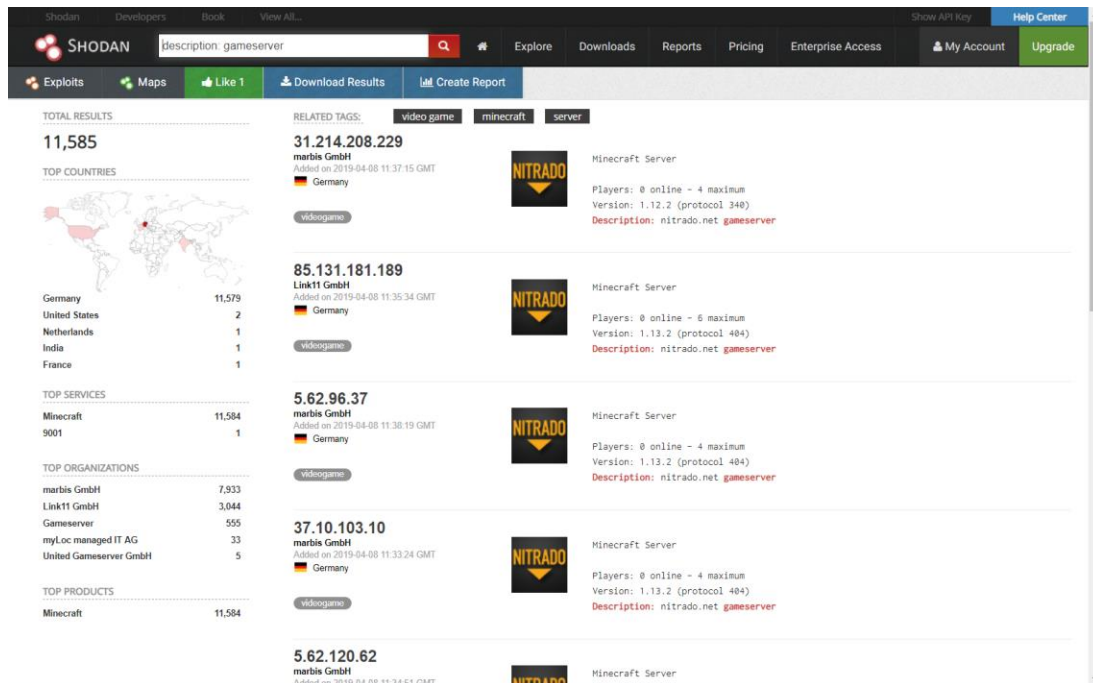 Shodan Developers Book View All... Show API Key Help Center
SHODAN description: gameserver Explore Downloads Reports Pricing Enterprise Access My Account Upgrade
Exploits Maps Like 1 Download Results Create Report
TOTAL RESULTS
11,585
TOP COUNTRIES
Germany 11,579
United States 2
Netherlands 1
India 1
France 1
TOP SERVICES
Minecraft 11,584
9001 1
TOP ORGANIZATIONS
marbis GmbH 7,933
Link11 GmbH 3,044
Gameserver 555
myLoc managed IT AG 33
United Gameserver GmbH 5
TOP PRODUCTS
Minecraft 11,584
RELATED TAGS: video game minecraft server
31.214.208.229
marbis GmbH
Added on 2019-04-08 11:37:15 GMT
Germany
videogame
NITRADO
Minecraft Server
Players: 0 online - 4 maximum
Version: 1.12.2 (protocol 340)
Description: nitrado.net gameserver
85.131.181.189
Link11 GmbH
Added on 2019-04-08 11:35:34 GMT
Germany
videogame
NITRADO
Minecraft Server
Players: 0 online - 6 maximum
Version: 1.13.2 (protocol 404)
Description: nitrado.net gameserver
5.62.96.37
marbis GmbH
Added on 2019-04-08 11:38:19 GMT
Germany
videogame
NITRADO
Minecraft Server
Players: 0 online - 4 maximum
Version: 1.13.2 (protocol 404)
Description: nitrado.net gameserver
37.10.103.10
marbis GmbH
Added on 2019-04-08 11:33:24 GMT
Germany
videogame
NITRADO
Minecraft Server
Players: 0 online - 4 maximum
Version: 1.13.2 (protocol 404)
Description: nitrado.net gameserver
5.62.120.62
marbis GmbH
Added on 2019-04-08 11:34:51 GMT
NITRADO
Minecraft Server